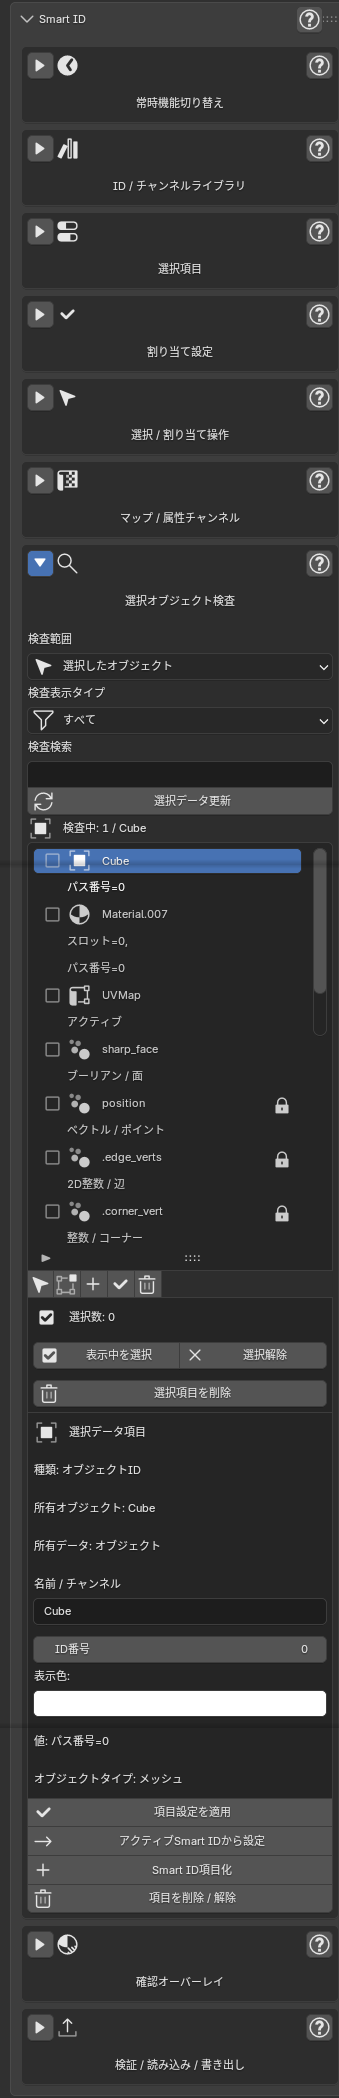 Smart ID
常時機能切り替え
ID / チャンネルライブラリ
選択項目
割り当て設定
選択 / 割り当て操作
マップ / 属性チャンネル
選択オブジェクト検査
検査範囲
選択したオブジェクト
検査表示タイプ
すべて
検査検索
選択データ更新
検査中: 1 / Cube
Cube
パス番号=0
Material.007
スロット=0,
パス番号=0
UVMap
アクティブ
sharp_face
ブーリアン / 面
position
ベクトル / ポイント
.edge_verts
2D整数 / 辺
.corner_vert
整数 / コーナー
選択数: 0
表示中を選択 選択解除
選択項目を削除
選択データ項目
種類: オブジェクトID
所有オブジェクト: Cube
所有データ: オブジェクト
名前 / チャンネル
Cube
ID番号 0
表示色:
値: パス番号=0
オブジェクトタイプ: メッシュ
項目設定を適用
アクティブSmart IDから設定
Smart ID項目化
項目を削除 / 解除
確認オーバーレイ
検証 / 読み込み / 書き出し